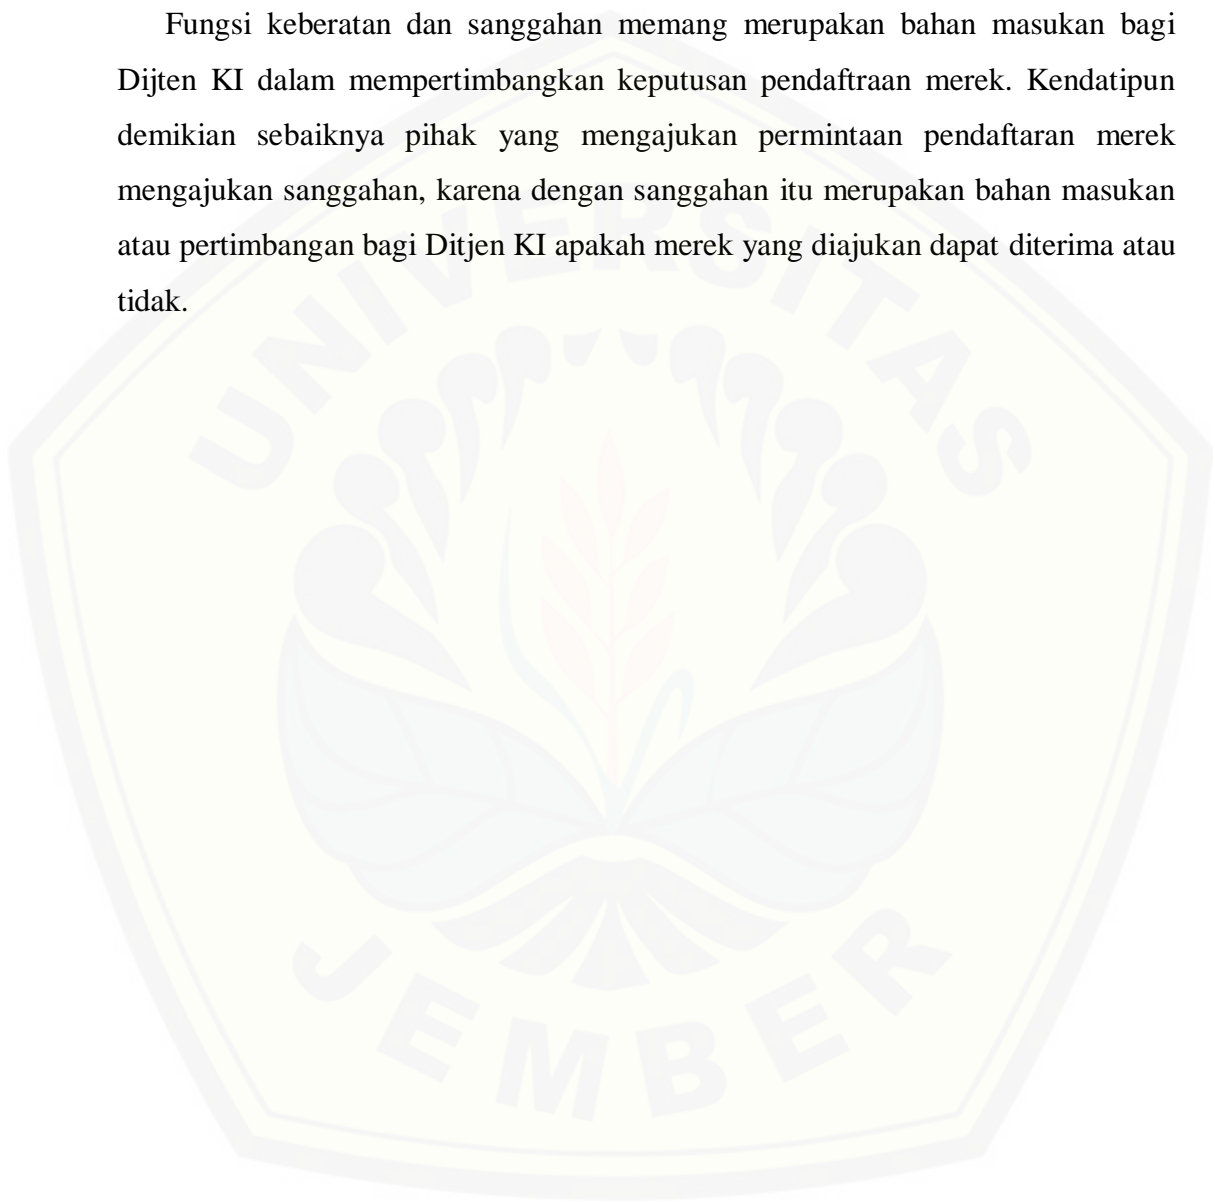 Fungsi keberatan dan sanggahan memang merupakan bahan masukan bagi
Dijten KI dalam mempertimbangkan keputusan pendaftraan merek. Kendatipun
demikian sebaiknya pihak yang mengajukan permintaan pendaftaran merek
mengajukan sanggahan, karena dengan sanggahan itu merupakan bahan masukan
atau pertimbangan bagi Ditjen KI apakah merek yang diajukan dapat diterima atau
tidak.
UNIVERSITAS
JEMBER